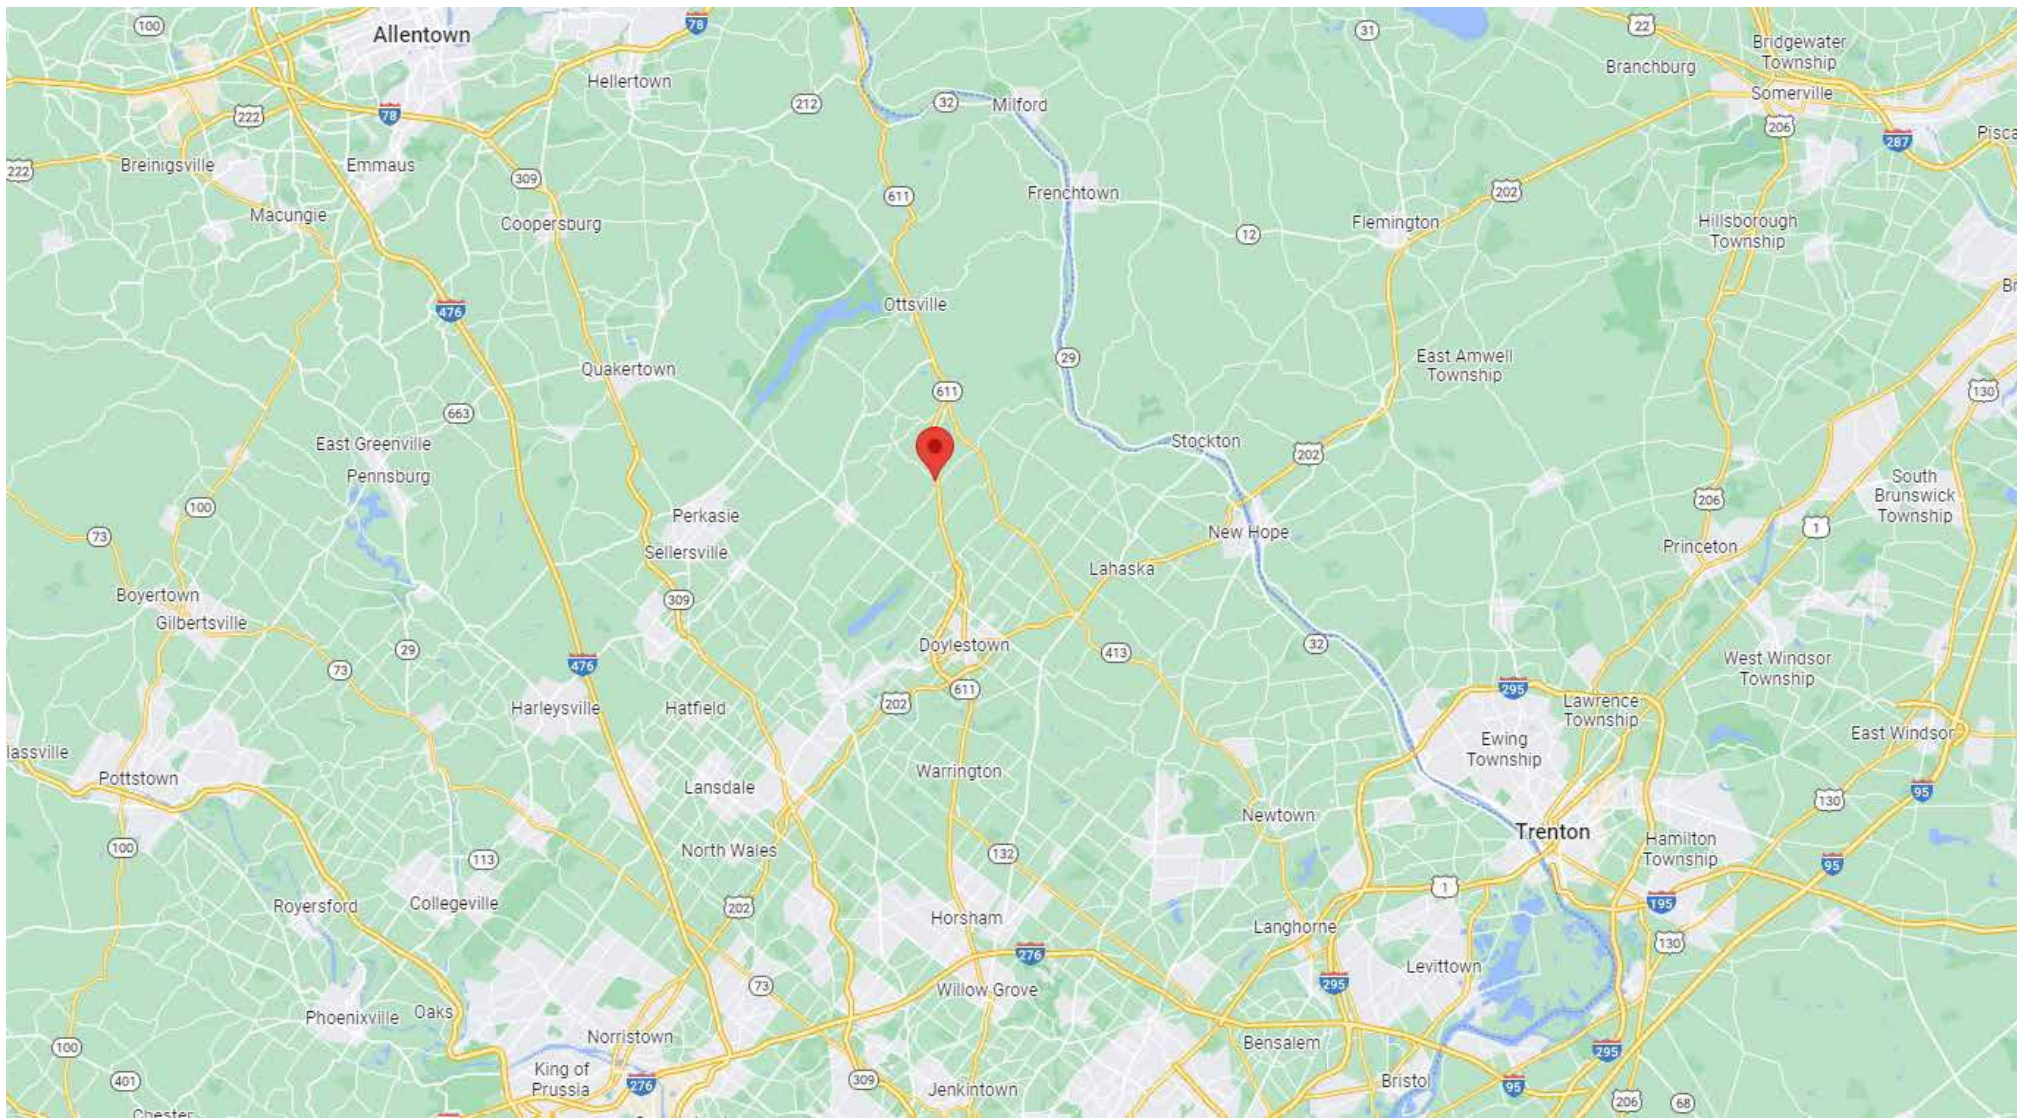 100
Allentown
78
31
22
Bridgewater
Township
Branchburg
Hellertown
Somerville
212
32
Milford
222
78
206
287
Pisca
222
Breinigsville
Emmaus
309
Frenchtown
202
611
Macungie
Coopersburg
12
Flemington
Hillsborough
Township
476
Ottsville
Br
29
East Amwell
Township
Quakertown
611
130
663
East Greenville
Stockton
202
Pennsburg
South
Brunswick
Township
100
206
Perkasie
1
73
New Hope
Princeton
Sellersville
Lahaska
Boyertown
309
Gilbertsville
29
Doylestown
413
32
73
476
West Windsor
Township
611
295
202
Harleysville
Hatfield
Lawrence
Township
lassville
Ewing
Township
East Windsor
Pottstown
Warrington
Lansdale
95
130
Newtown
Trenton
Hamilton
Township
100
113
North Wales
132
95
1
195
Royersford
Collegeville
202
Horsham
Langhorne
276
130
Levittown
295
73
Willow Grove
Phoenixville
Oaks
Norristown
Bensalem
100
295
King of
Prussia
276
309
Jenkintown
Bristol
95
401
206
68
Chester